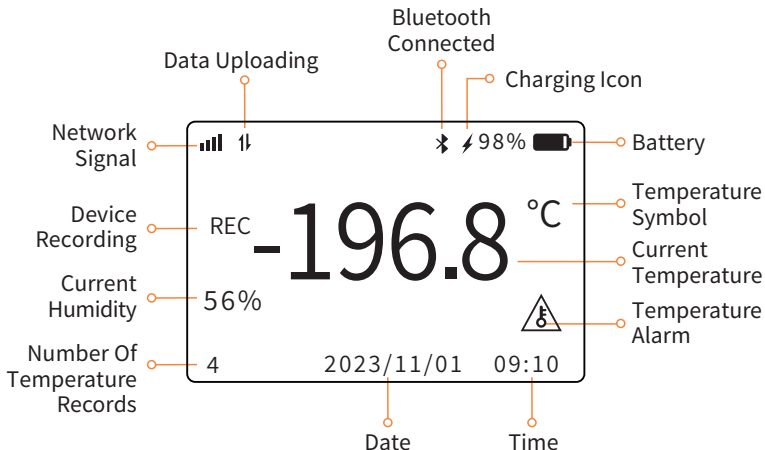 Bluetooth
Connected
Data Uploading
Charging Icon
Network
Signal
98%
Battery
Device
Recording
REC
-196.8
°C
Temperature
Symbol
Current
Temperature
Current
Humidity
56%
Temperature
Alarm
Number Of
Temperature
Records
4
2023/11/01
09:10
Date
Time